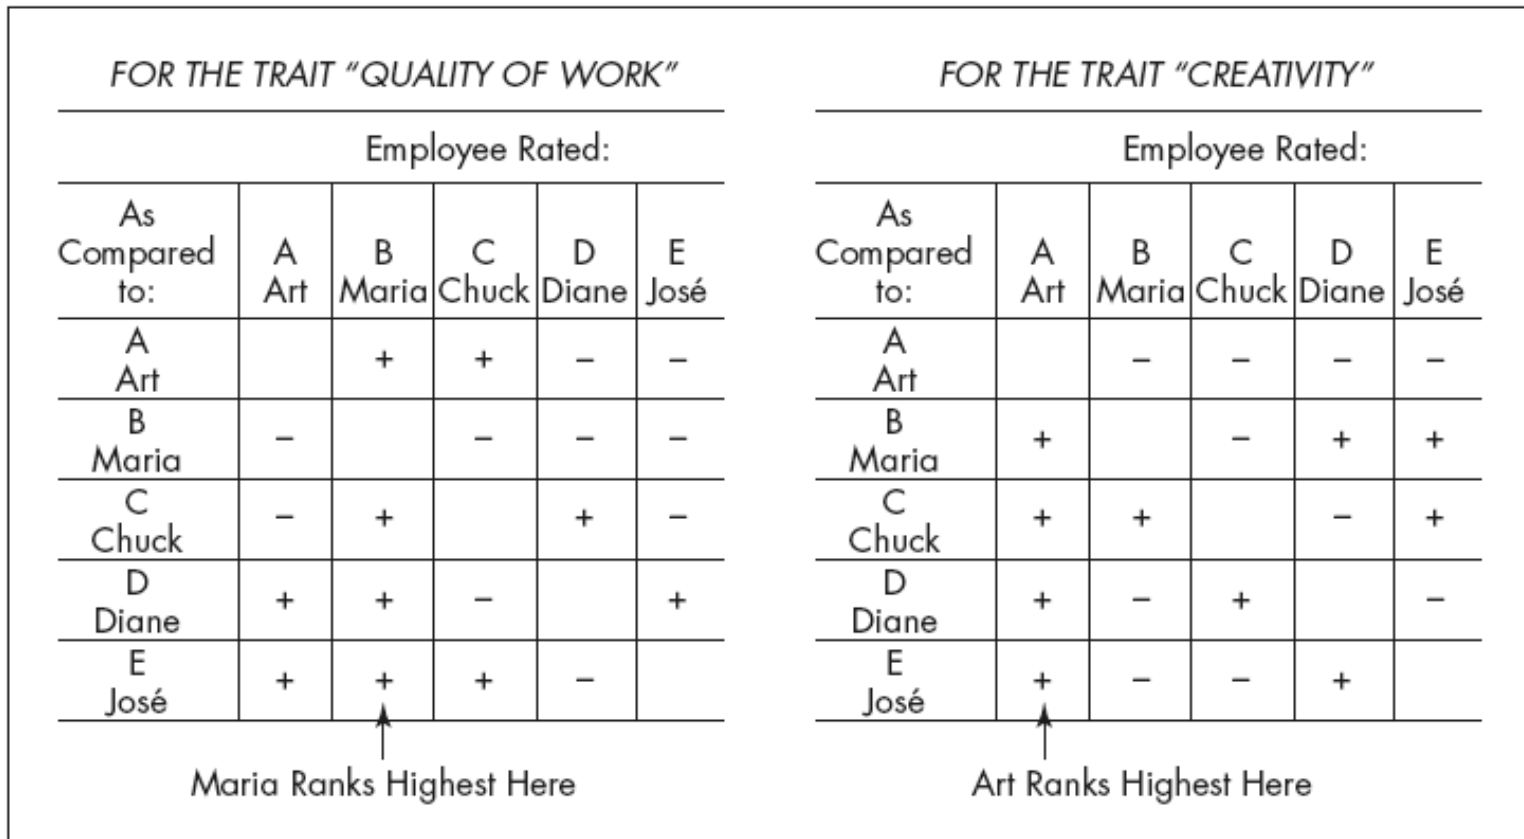 FOR THE TRAIT “QUALITY OF WORK”
Employee Rated:
As Compared to: A Art B Maria C Chuck D Diane E José
A Art + + – –
B Maria – – – –
C Chuck – + + –
D Diane + + – +
E José + + + –
Maria Ranks Highest Here
FOR THE TRAIT “CREATIVITY”
Employee Rated:
As Compared to: A Art B Maria C Chuck D Diane E José
A Art – – – –
B Maria + – + +
C Chuck + + – +
D Diane + – + –
E José + – – +
Art Ranks Highest Here